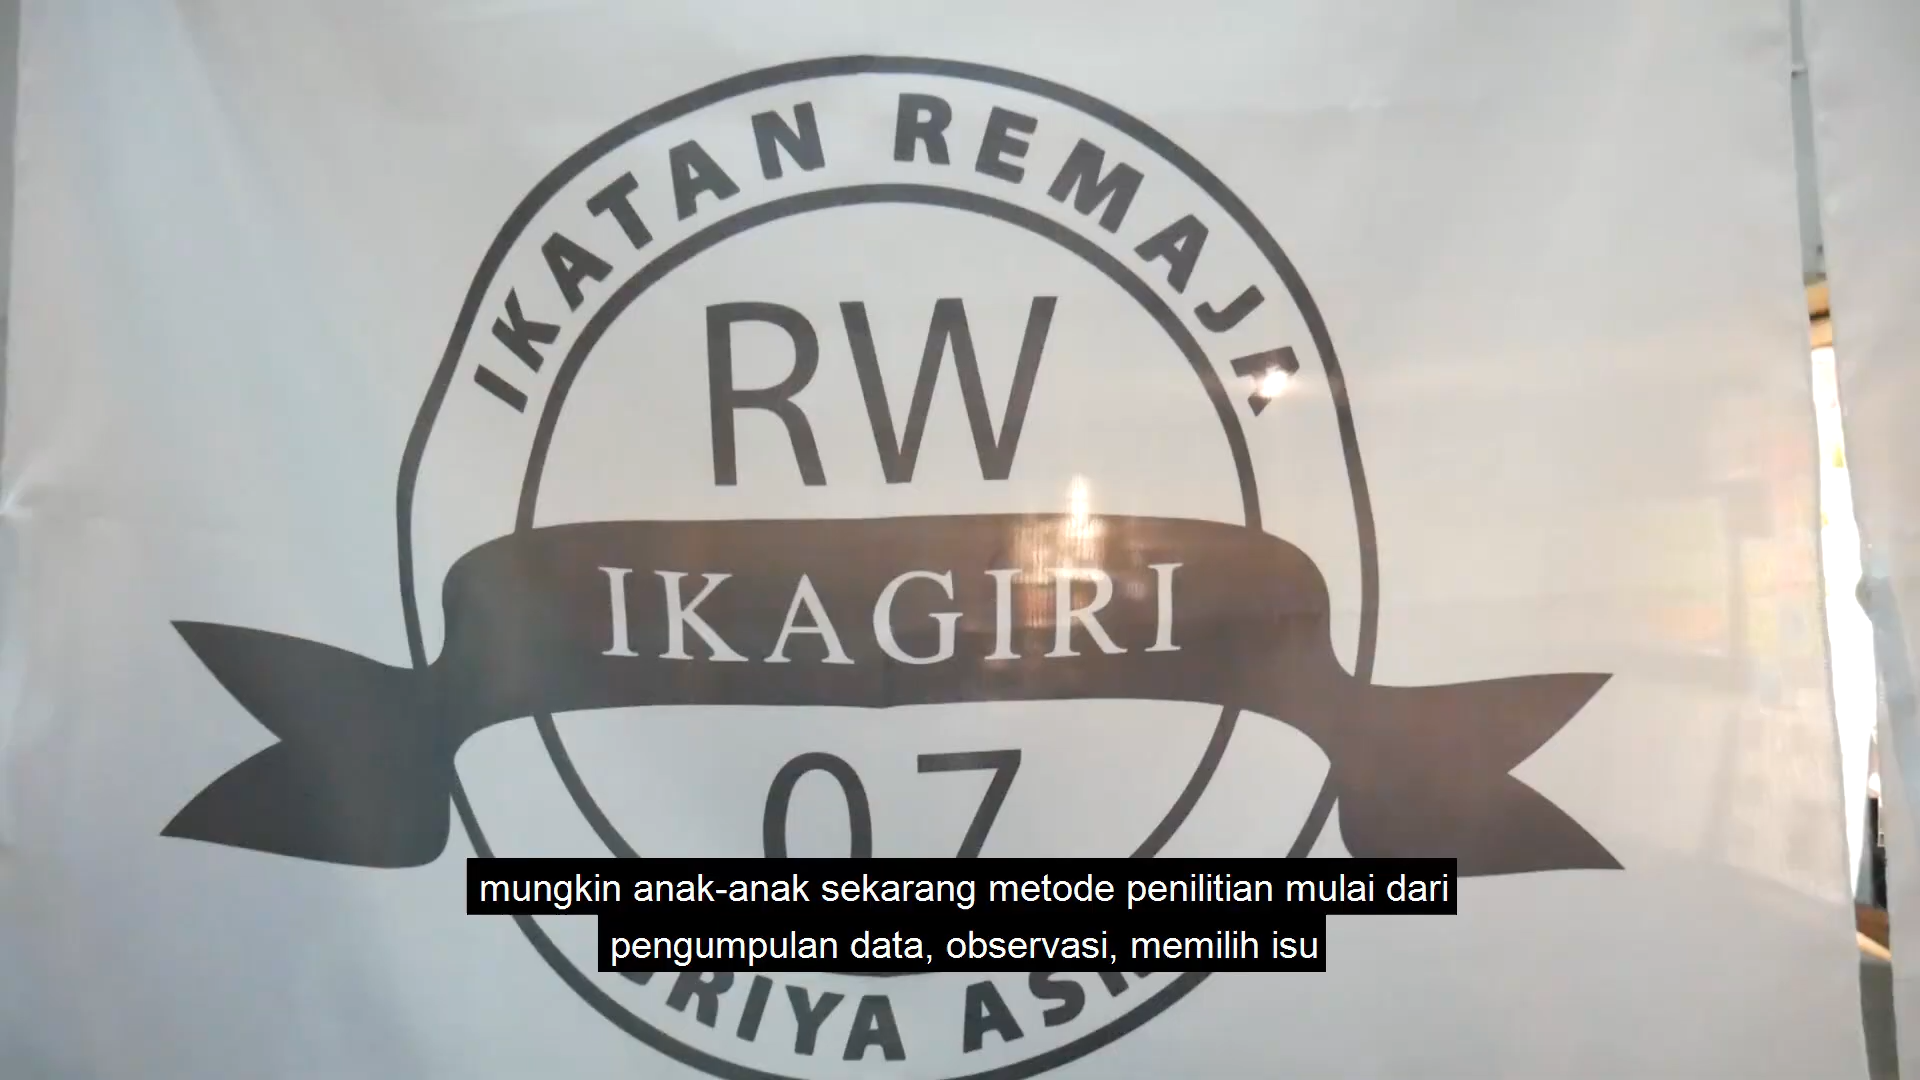 IKATAN REMAJA
RW
IKAGIRI
07
mungkin anak-anak sekarang metode penilitian mulai dari
pengumpulan data, observasi, memilih isu